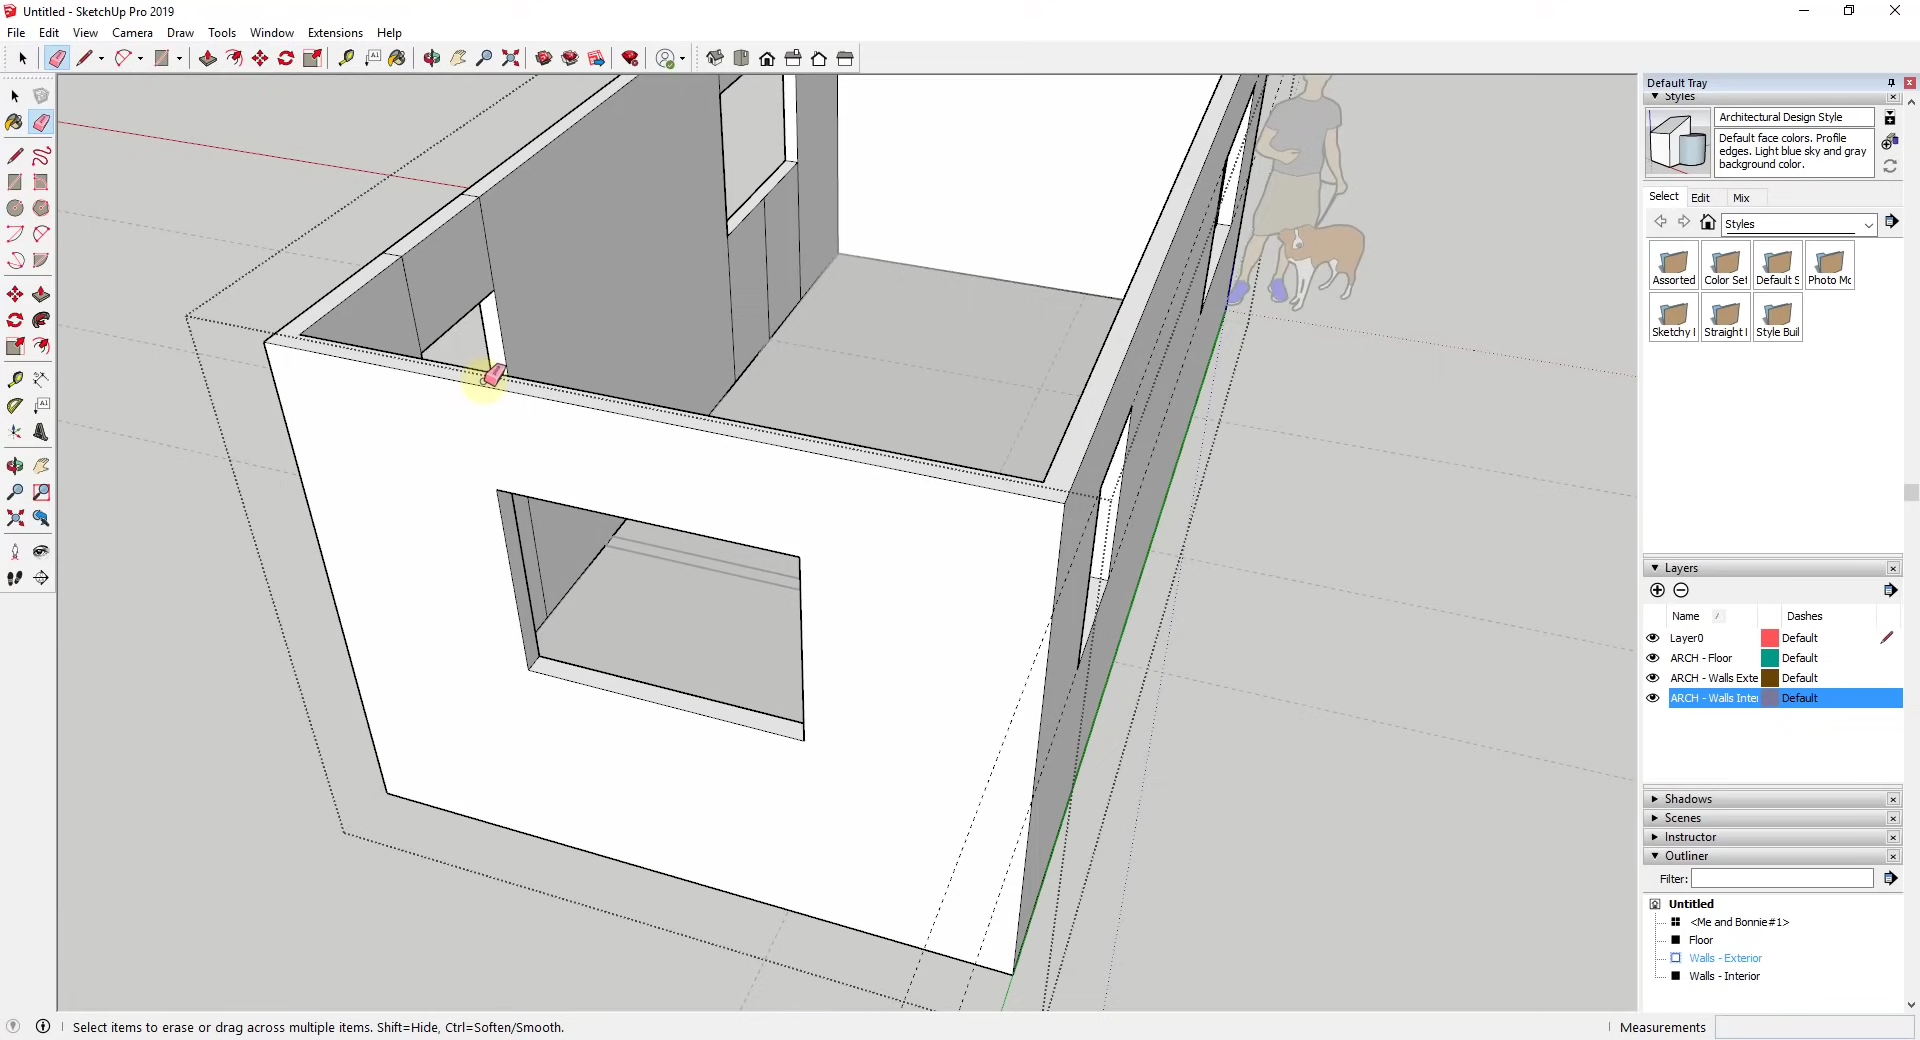 Untitled - SketchUp Pro 2019
File Edit View Camera Draw Tools Window Extensions Help
Default Tray
Styles
Architectural Design Style
Default face colors. Profile
edges. Light blue sky and gray
background color.
Select Edit Mix
Styles
Assorted Color Set Default S Photo Mo
Sketchy I Straight I Style Buil
Layers
Name Dashes
Layer0 Default
ARCH - Floor Default
ARCH - Walls Exte Default
ARCH - Walls Inter Default
Shadows
Scenes
Instructor
Outliner
Filter:
Untitled
<Me and Bonnie#1>
Floor
Walls - Exterior
Walls - Interior
Select items to erase or drag across multiple items. Shift=Hide, Ctrl=Soften/Smooth.
Measurements